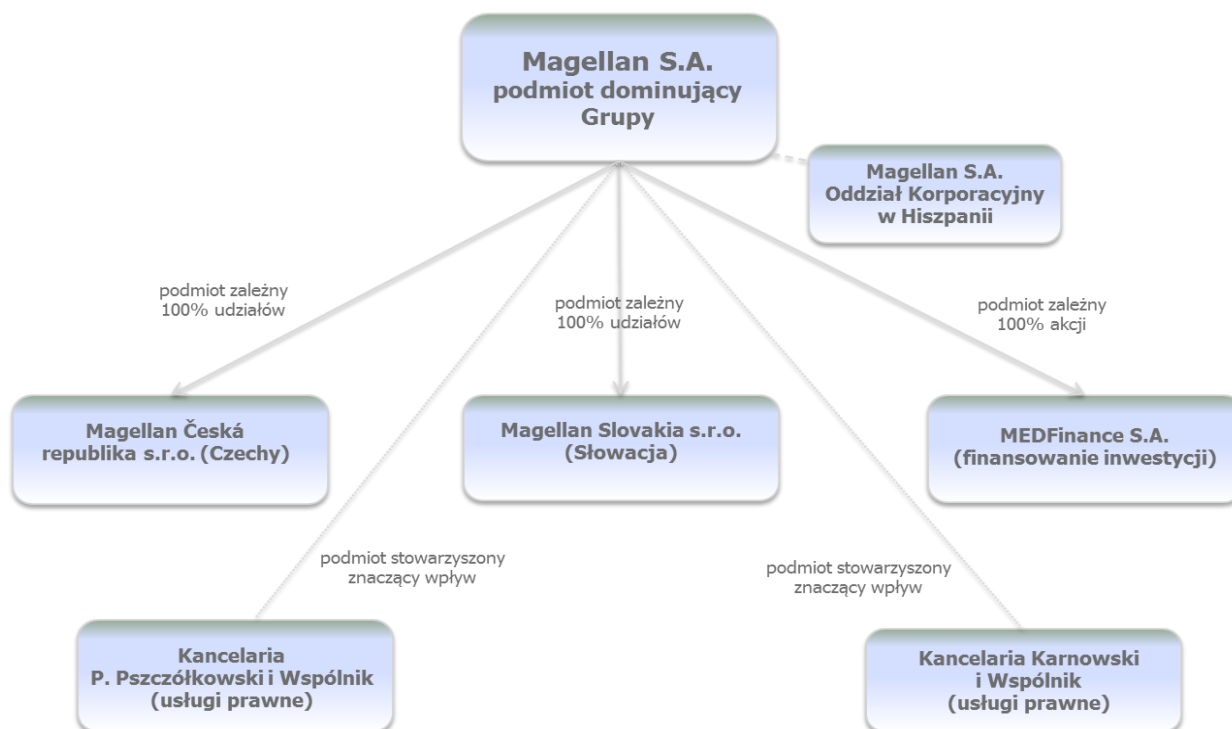 Magellan S.A.
podmiot dominujący
Grupy
Magellan S.A.
Oddział Korporacyjny
w Hiszpanii
podmiot zależny
100% udziałów
podmiot zależny
100% udziałów
podmiot zależny
100% akcji
Magellan Česká
republika s.r.o. (Czechy)
Magellan Slovakia s.r.o.
(Słowacja)
MEDFinance S.A.
(finansowanie inwestycji)
podmiot stowarzyszony
znaczący wpływ
podmiot stowarzyszony
znaczący wpływ
Kancelaria
P. Pszczółkowski i Wspólnik
(usługi prawne)
Kancelaria Karnowski
i Wspólnik
(usługi prawne)